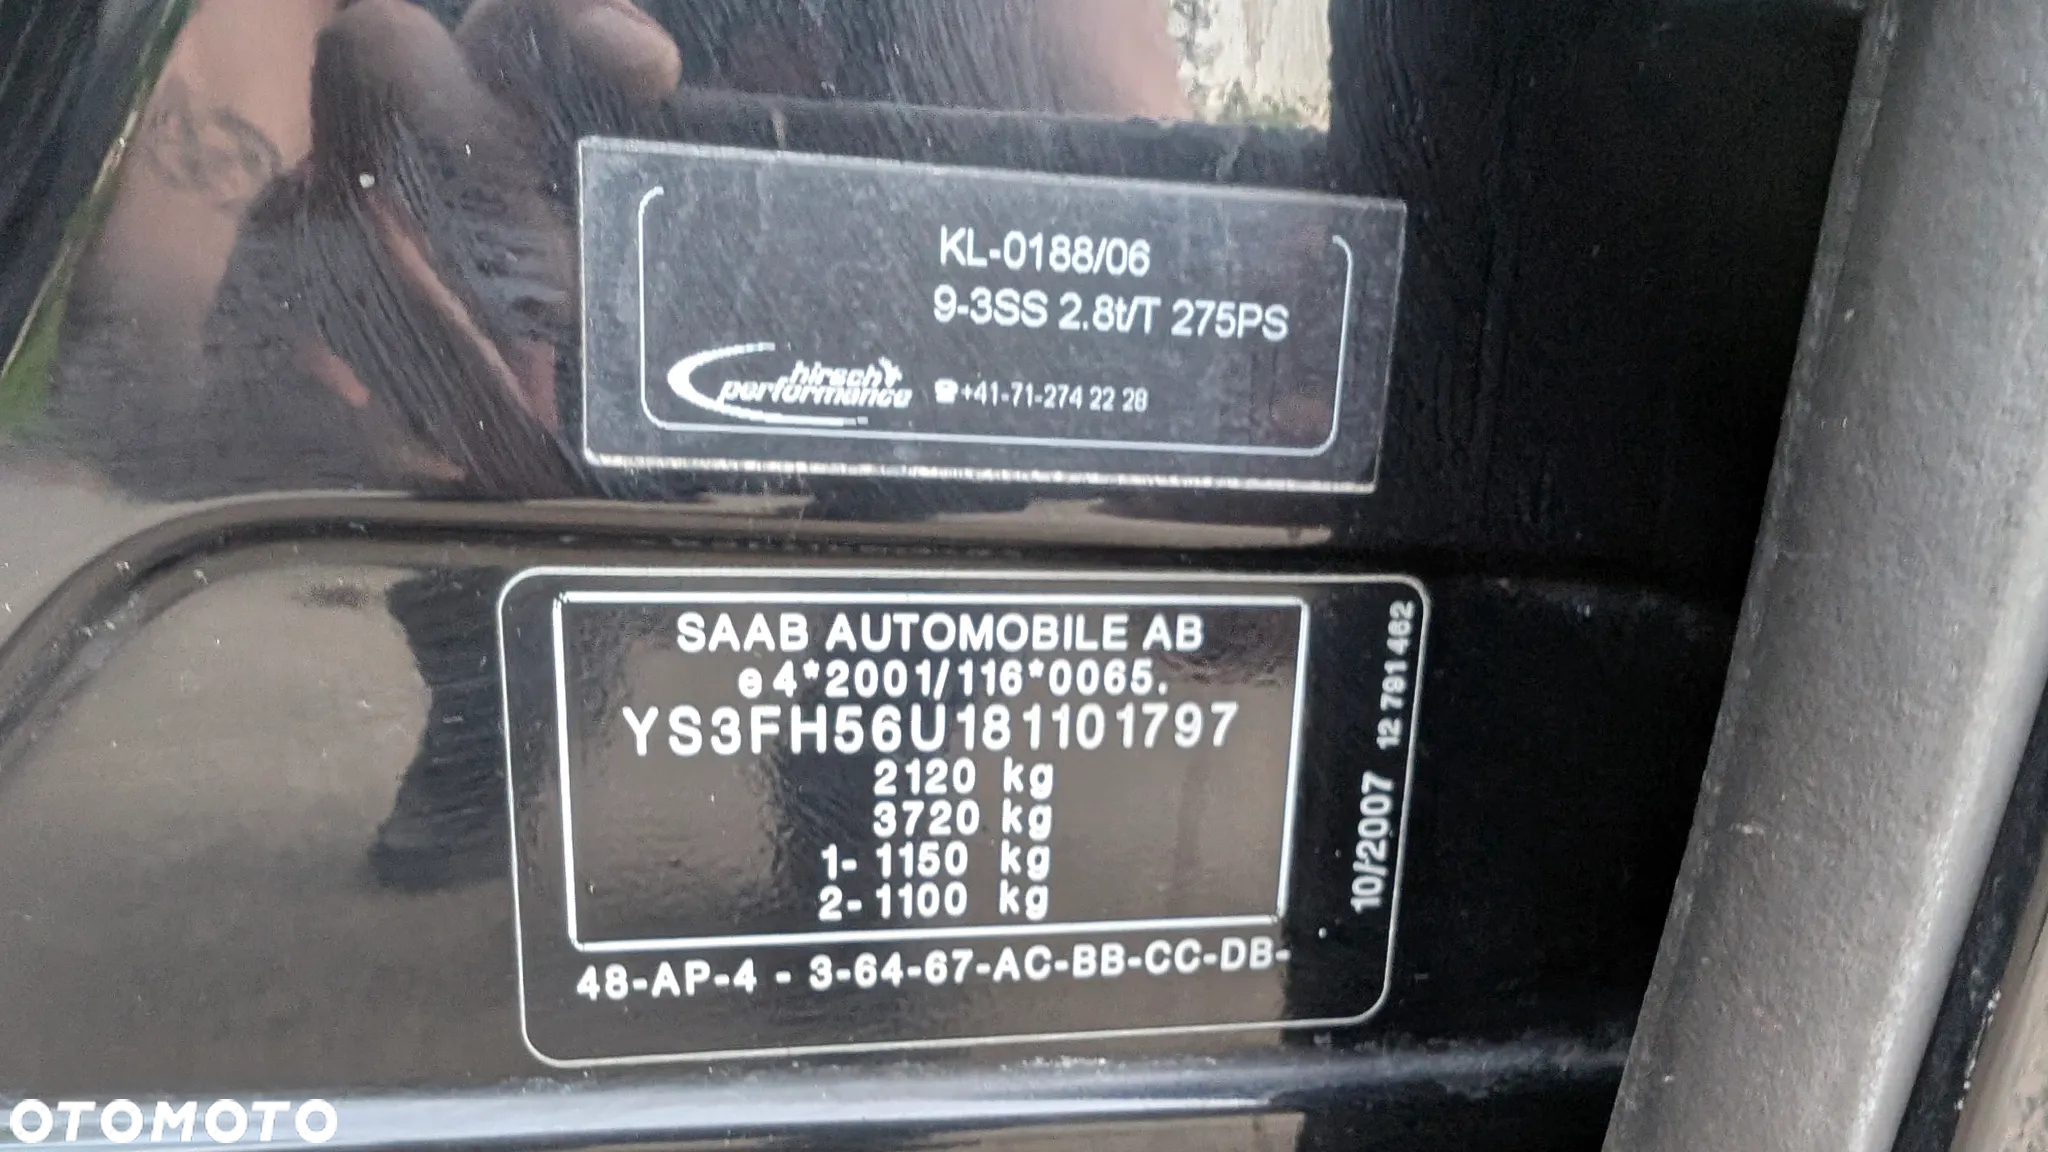 KL-0188/06
9-3SS 2.8t/T 275PS
hirsch
performance
☎+41-71-274 22 28
SAAB AUTOMOBILE AB
e4*2001/116*0065.
YS3FH56U181101797
2120 kg
3720 kg
1- 1150 kg
2- 1100 kg
48-AP-4 - 3-64-67-AC-BB-CC-DB-
10/2007 12 791 462
OTOMOTO